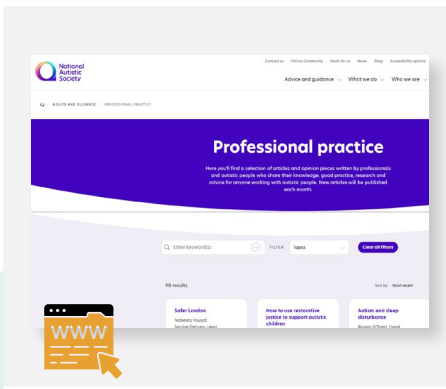 National
Autistic
Society
Contact us Online Community Work for us News Shop Accessibility options
Advice and guidance What we do Who we are
ADVICE AND GUIDANCE PROFESSIONAL PRACTICE
Professional practice
Here you'll find a selection of articles and opinion pieces written by professionals
and autistic people who share their knowledge, good practice, research and
advice for anyone working with autistic people. New articles will be published
each month.
Enter keyword(s) FILTER: Topics Clear all filters
98 results Sort by Most recent
Safer London How to use restorative Autism and sleep
justice to support autistic disturbance
children
Service Delivery Lead
WWW